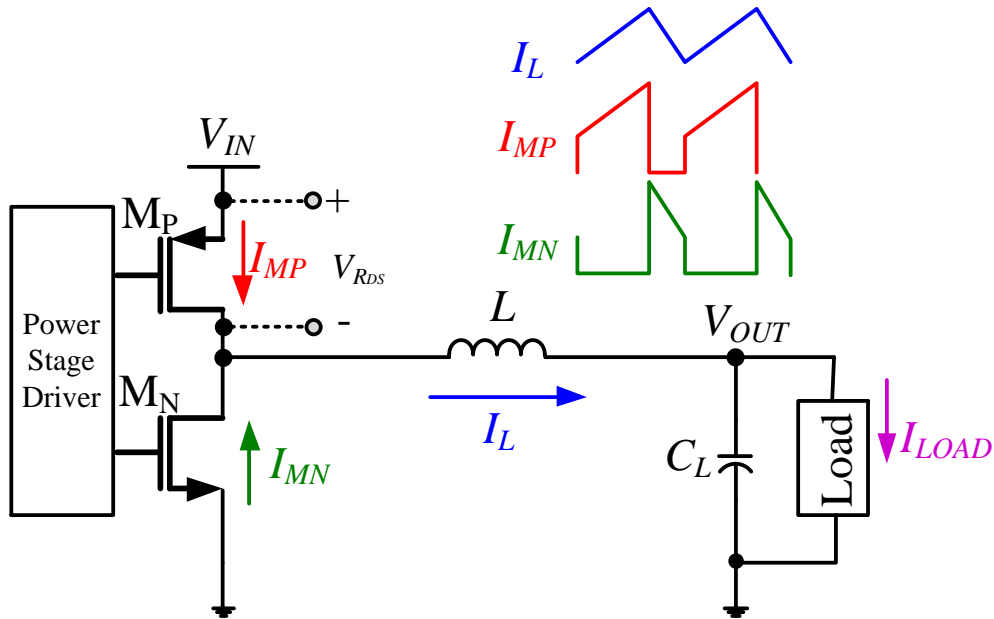 I_L
I_MP
V_IN
M_P
+
I_MN
I_MP
V_RDS
Power
Stage
Driver
-
L
V_OUT
M_N
I_L
I_MN
C_L
Load
I_LOAD